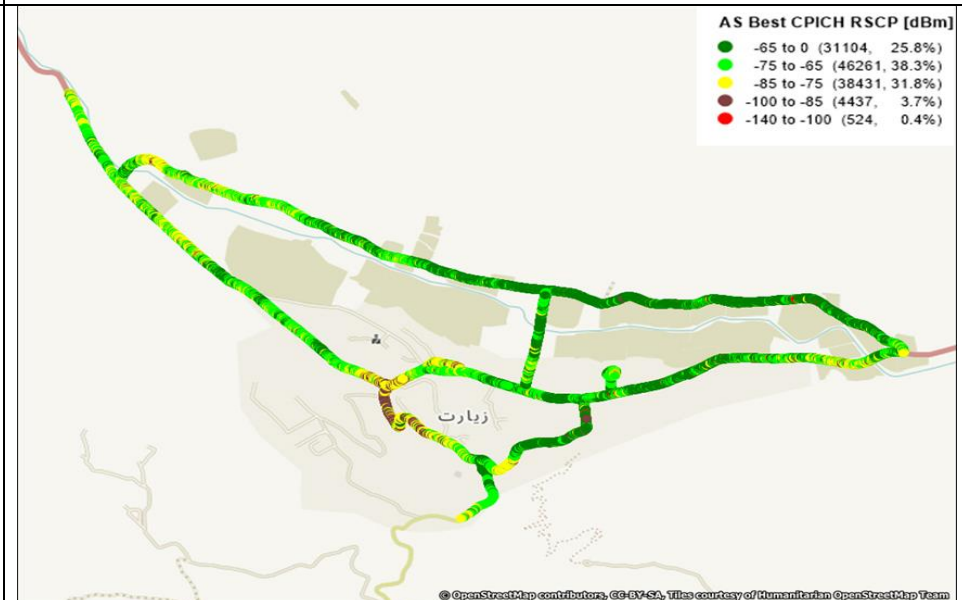 AS Best CPICH RSCP [dBm]
-65 to 0 (31104, 25.8%)
-75 to -65 (46261, 38.3%)
-85 to -75 (38431, 31.8%)
-100 to -85 (4437, 3.7%)
-140 to -100 (524, 0.4%)
زیارت
© OpenStreetMap contributors, CC-BY-SA, Tiles courtesy of Humanitarian OpenStreetMap Team